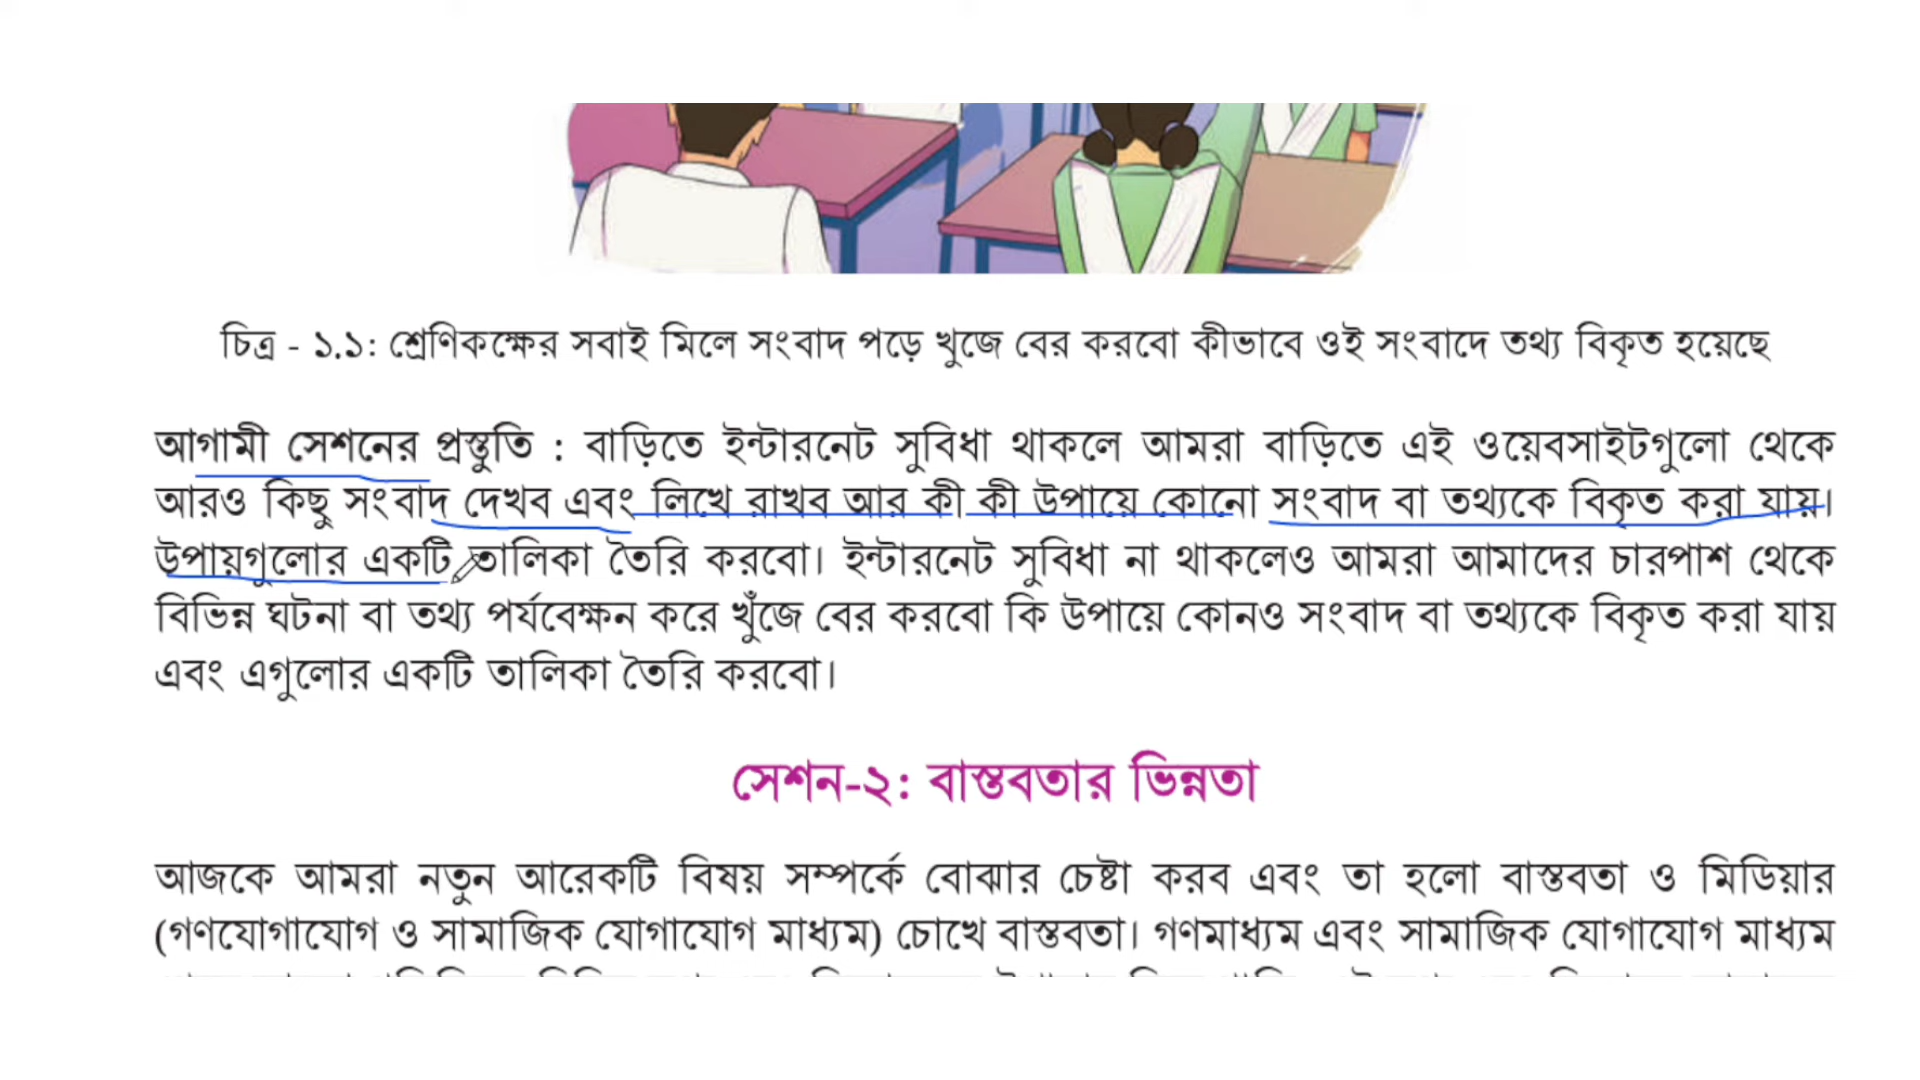 চিত্র - ১.১: শ্রেণিকক্ষের সবাই মিলে সংবাদ পড়ে খুজে বের করবো কীভাবে ওই সংবাদে তথ্য বিকৃত হয়েছে
আগামী সেশনের প্রস্তুতি : বাড়িতে ইন্টারনেট সুবিধা থাকলে আমরা বাড়িতে এই ওয়েবসাইটগুলো থেকে
আরও কিছু সংবাদ দেখব এবং লিখে রাখব আর কী কী উপায়ে কোনো সংবাদ বা তথ্যকে বিকৃত করা যায়।
উপায়গুলোর একটি তালিকা তৈরি করবো। ইন্টারনেট সুবিধা না থাকলেও আমরা আমাদের চারপাশ থেকে
বিভিন্ন ঘটনা বা তথ্য পর্যবেক্ষন করে খুঁজে বের করবো কি উপায়ে কোনও সংবাদ বা তথ্যকে বিকৃত করা যায়
এবং এগুলোর একটি তালিকা তৈরি করবো।
সেশন-২: বাস্তবতার ভিন্নতা
আজকে আমরা নতুন আরেকটি বিষয় সম্পর্কে বোঝার চেষ্টা করব এবং তা হলো বাস্তবতা ও মিডিয়ার
(গণযোগাযোগ ও সামাজিক যোগাযোগ মাধ্যম) চোখে বাস্তবতা। গণমাধ্যম এবং সামাজিক যোগাযোগ মাধ্যম